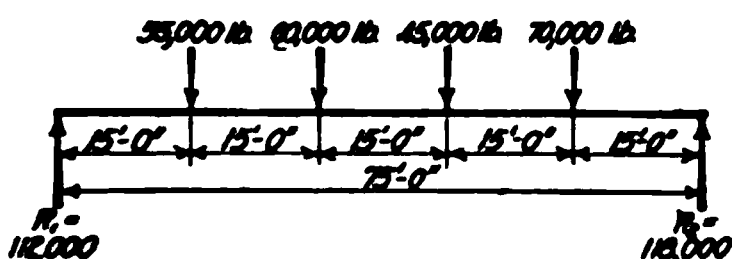 55,000 lb. 60,000 lb. 45,000 lb. 70,000 lb.
15'-0" 15'-0" 15'-0" 15'-0" 15'-0"
75'-0"
R₁= R₂=
112,000 118,000